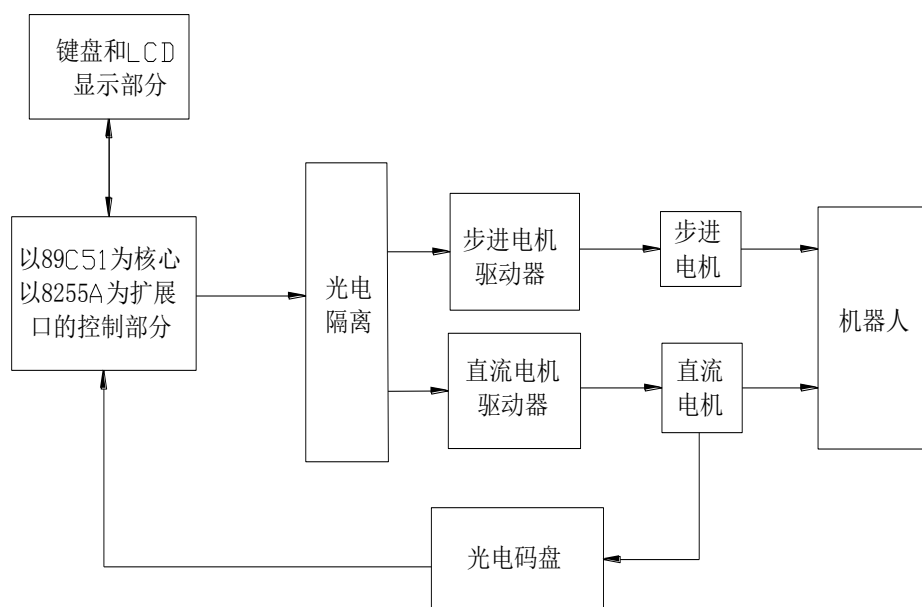 键盘和LCD
显示部分
以89C51为核心
以8255A为扩展
口的控制部分
光电
隔离
步进电机
驱动器
步进
电机
直流电机
驱动器
直流
电机
机器人
光电码盘